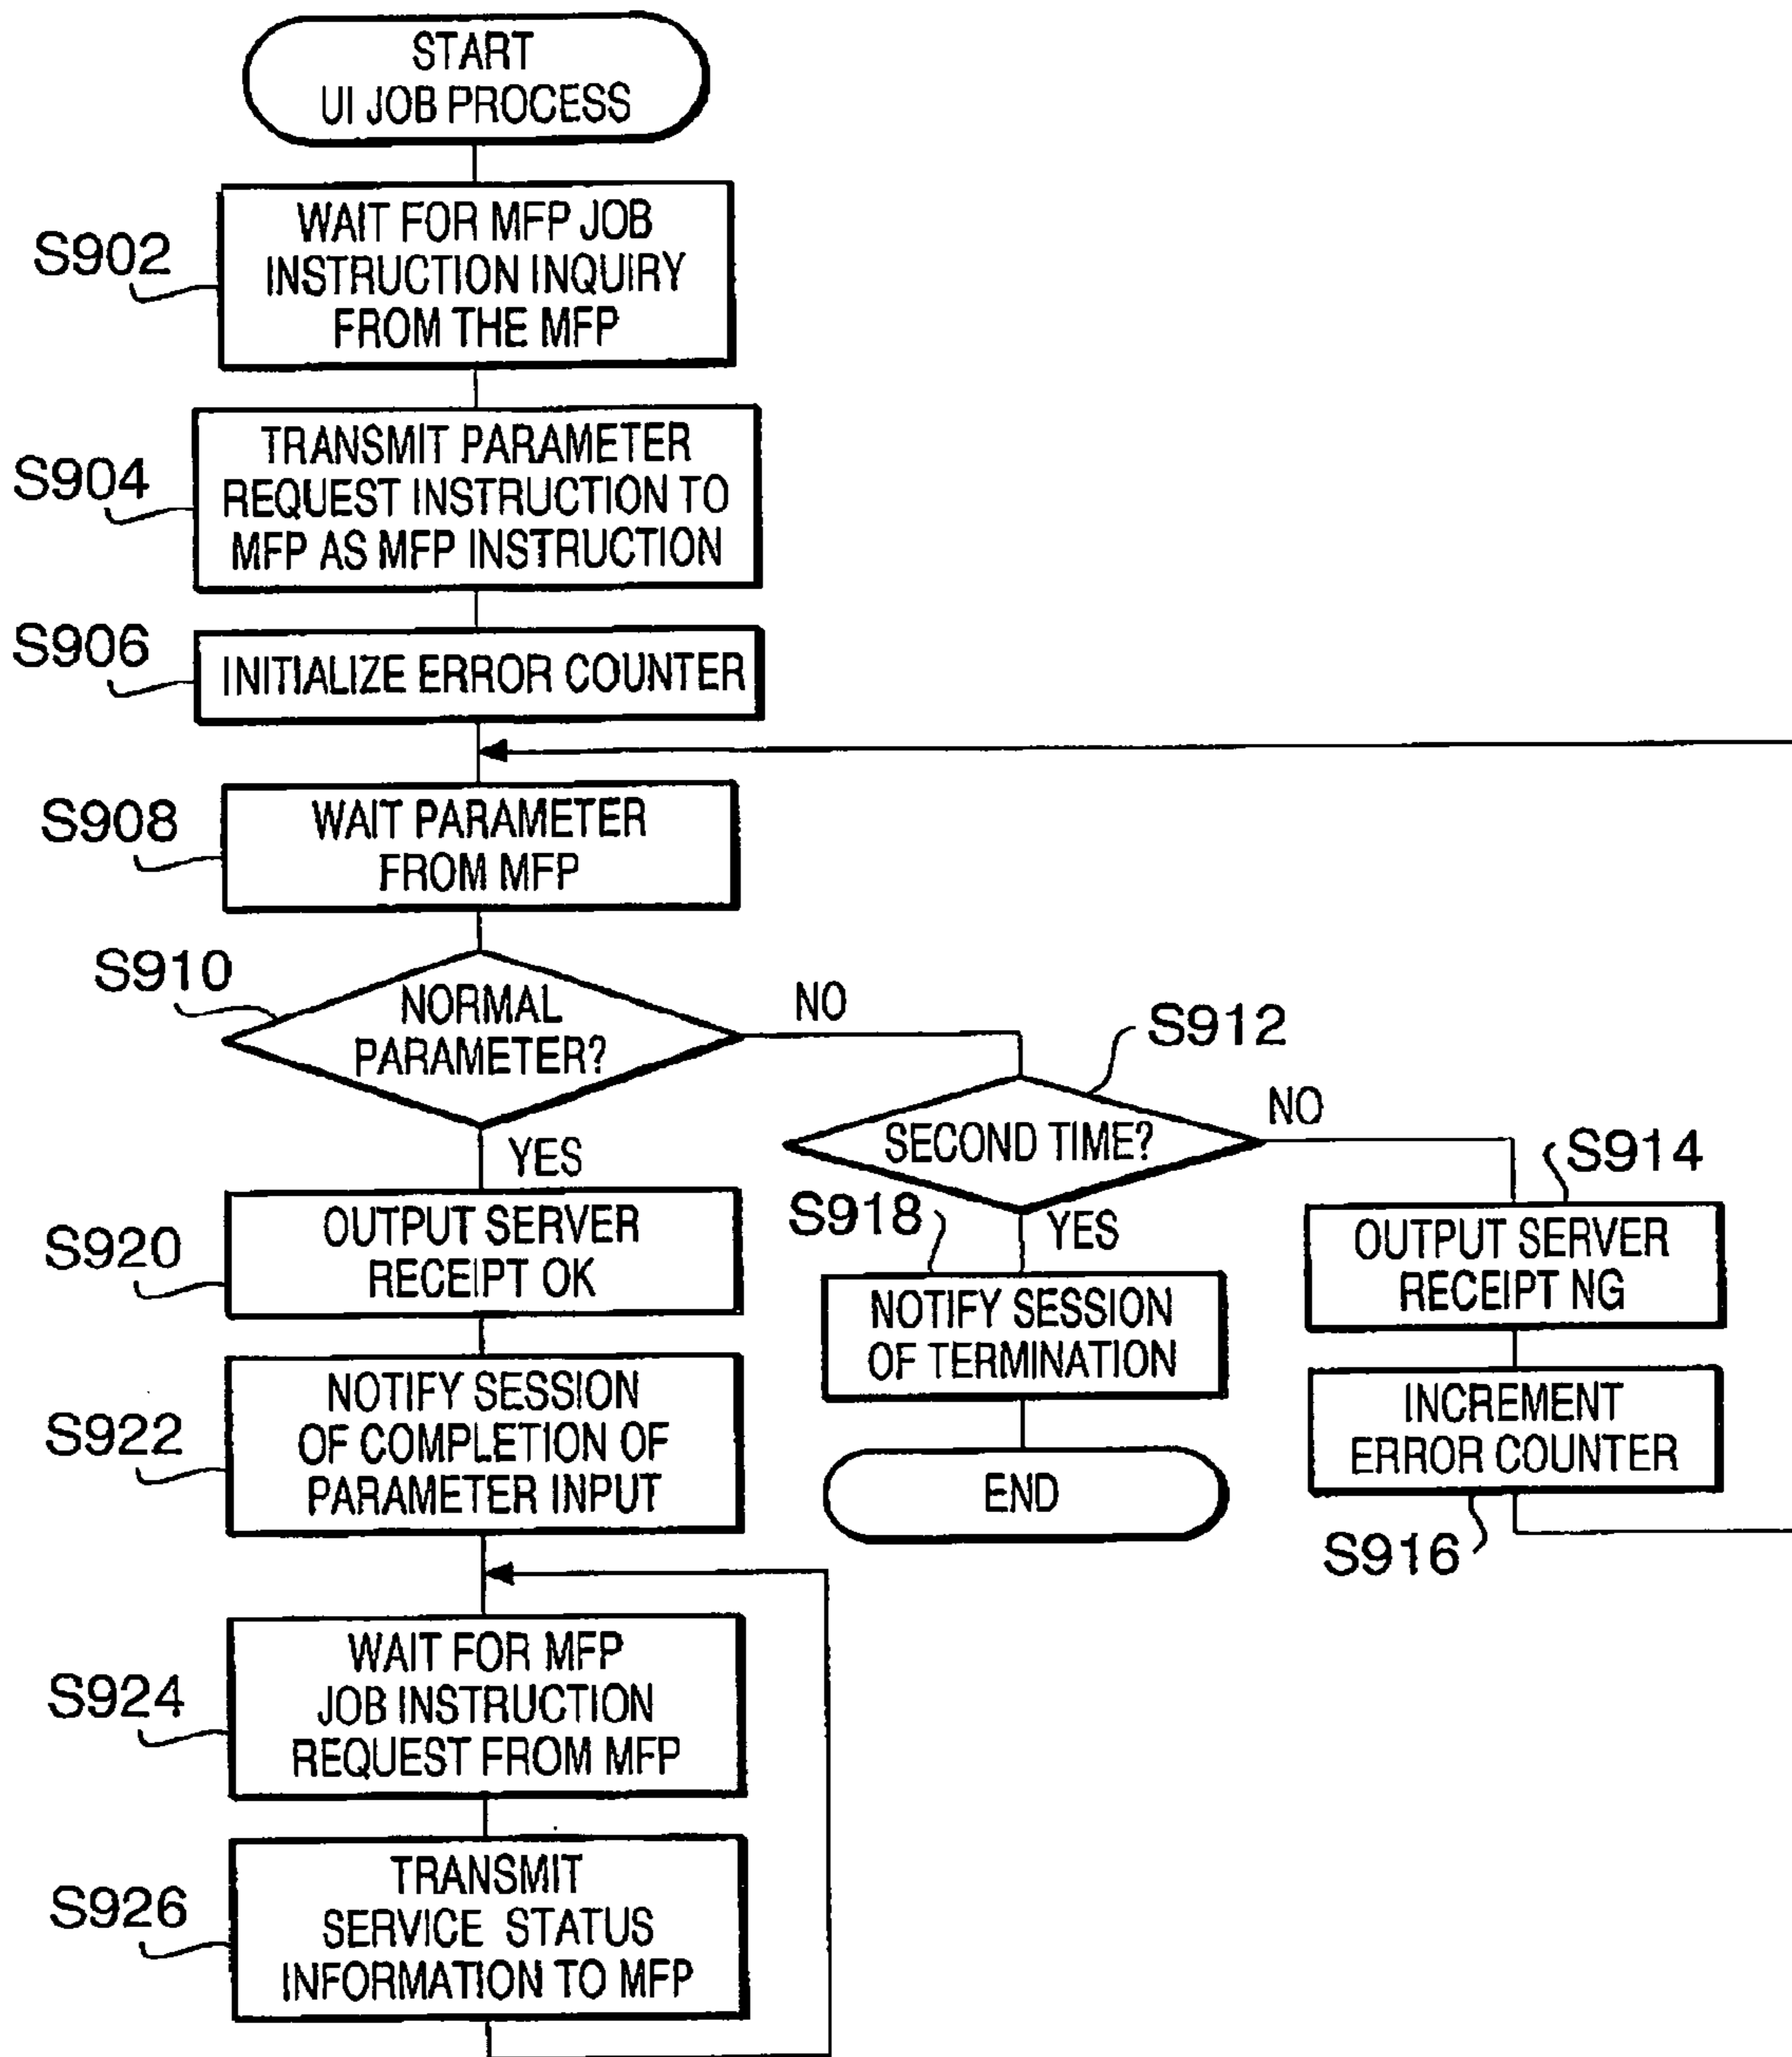 START
UI JOB PROCESS
S902
WAIT FOR MFP JOB
INSTRUCTION INQUIRY
FROM THE MFP
S904
TRANSMIT PARAMETER
REQUEST INSTRUCTION TO
MFP AS MFP INSTRUCTION
S906
INITIALIZE ERROR COUNTER
S908
WAIT PARAMETER
FROM MFP
S910
NORMAL
PARAMETER?
NO
YES
S912
SECOND TIME?
NO
YES
S914
OUTPUT SERVER
RECEIPT NG
S916
INCREMENT
ERROR COUNTER
S918
NOTIFY SESSION
OF TERMINATION
END
S920
OUTPUT SERVER
RECEIPT OK
S922
NOTIFY SESSION
OF COMPLETION OF
PARAMETER INPUT
S924
WAIT FOR MFP
JOB INSTRUCTION
REQUEST FROM MFP
S926
TRANSMIT
SERVICE STATUS
INFORMATION TO MFP